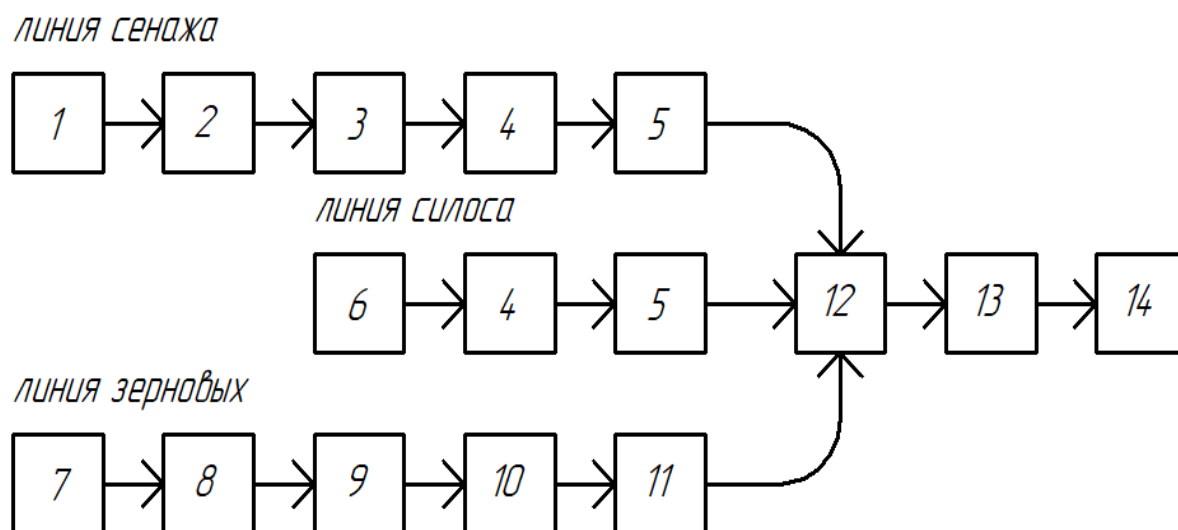 линия сенажа
1 2 3 4 5
линия силоса
6 4 5 12 13 14
линия зерновых
7 8 9 10 11